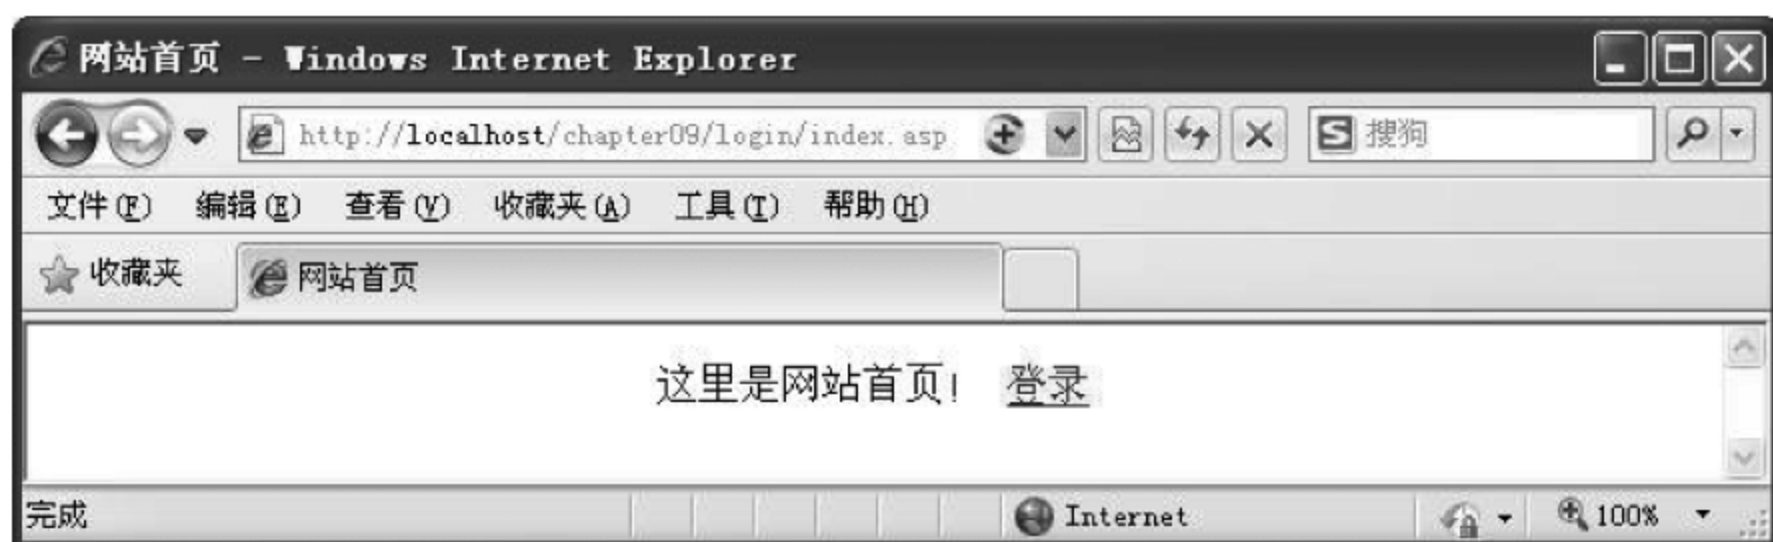 网站首页 - Windows Internet Explorer
http://localhost/chapter09/login/index.asp 搜狗
文件(F) 编辑(E) 查看(V) 收藏夹(A) 工具(T) 帮助(H)
收藏夹 网站首页
这里是网站首页! 登录
完成 Internet 100%